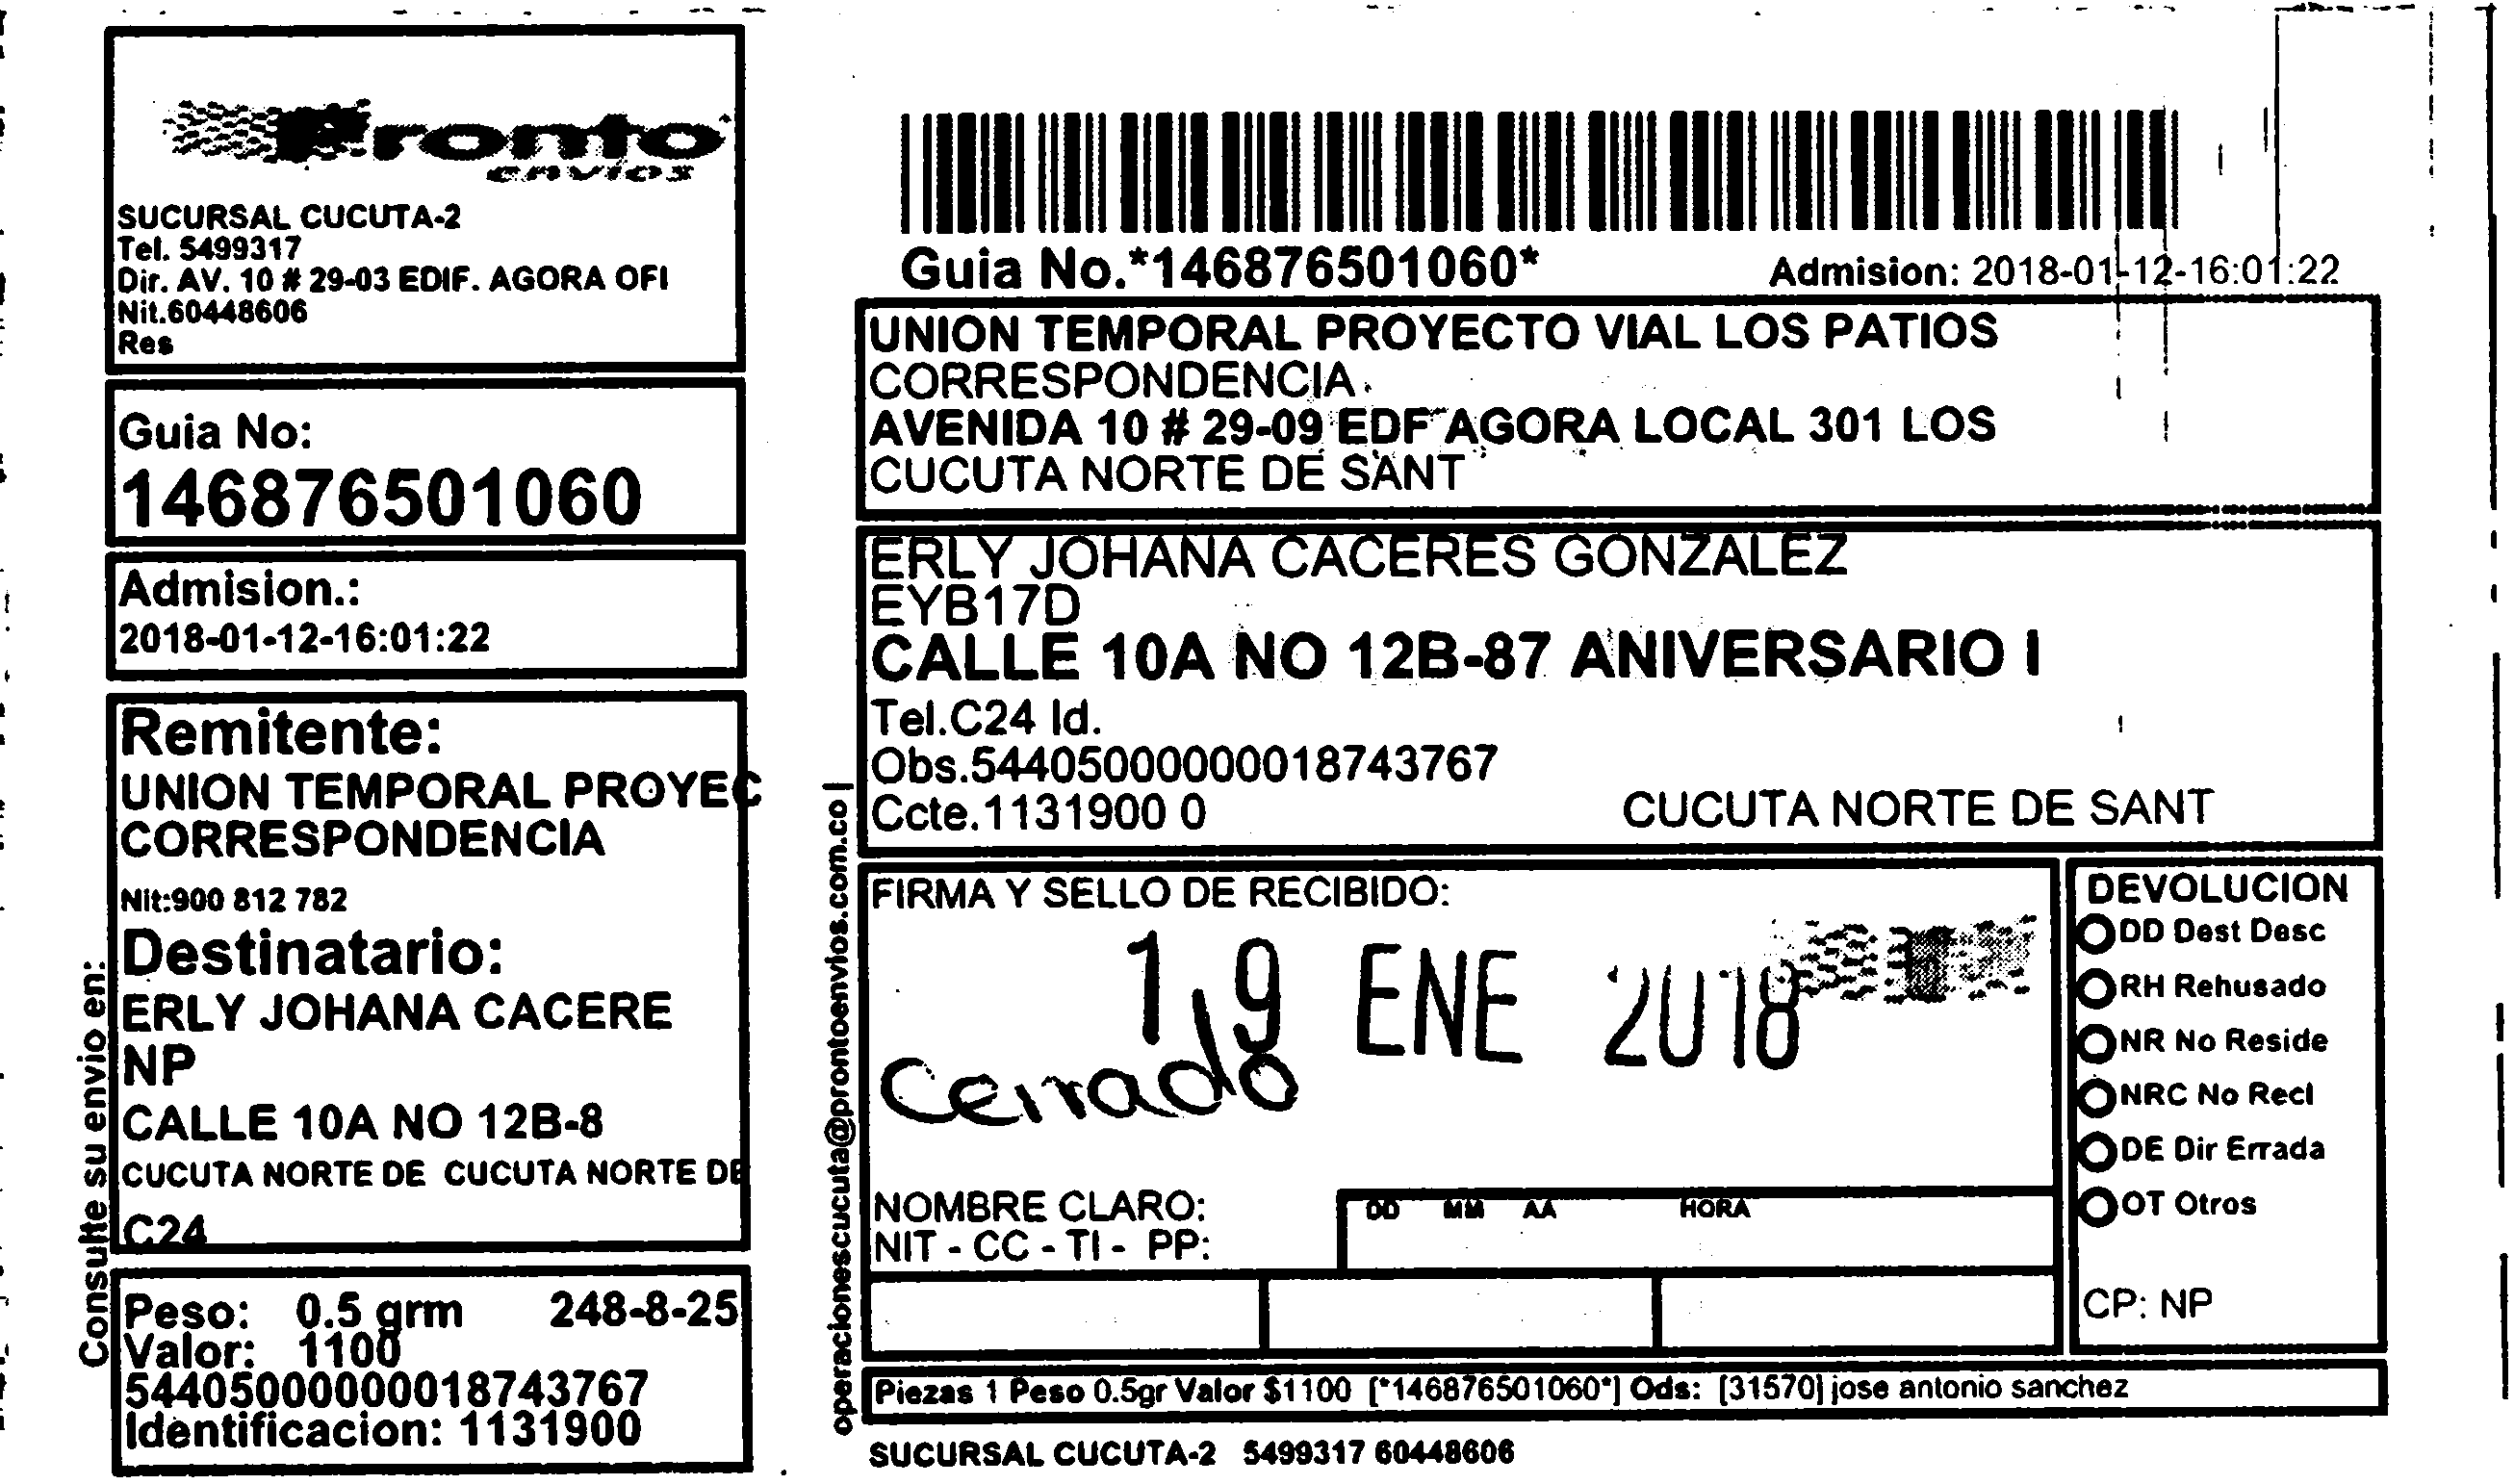 Pronto
envios
SUCURSAL CUCUTA-2
Tel. 5499317
Dir. AV. 10 # 29-03 EDIF. AGORA OFI
Nit.60448606
Res
Guia No:
146876501060
Admision.:
2018-01-12-16:01:22
Remitente:
UNION TEMPORAL PROYEC
CORRESPONDENCIA
Nit:900 812 782
Destinatario:
ERLY JOHANA CACERE
NP
CALLE 10A NO 12B-8
CUCUTA NORTE DE CUCUTA NORTE DE
C24
Peso: 0.5 grm 248-8-25
Valor: 1100
544050000000018743767
Identificacion: 1131900
Consulte su envio en:
operacionescucuta@prontoenvios.com.co |
Guia No.*146876501060*
Admision: 2018-01-12-16:01:22
UNION TEMPORAL PROYECTO VIAL LOS PATIOS
CORRESPONDENCIA
AVENIDA 10 # 29-09 EDF AGORA LOCAL 301 LOS
CUCUTA NORTE DE SANT
ERLY JOHANA CACERES GONZALEZ
EYB17D
CALLE 10A NO 12B-87 ANIVERSARIO I
Tel.C24 Id.
Obs.544050000000018743767
Ccte.1131900 0 CUCUTA NORTE DE SANT
FIRMA Y SELLO DE RECIBIDO:
19 ENE 2018
Cerrado
NOMBRE CLARO:
NIT - CC - TI - PP:
DD MM AA HORA
DEVOLUCION
DD Dest Desc
RH Rehusado
NR No Reside
NRC No Recl
DE Dir Errada
OT Otros
CP: NP
Piezas 1 Peso 0.5gr Valor $1100 [*146876501060*] Ods: [31570] jose antonio sanchez
SUCURSAL CUCUTA-2 5499317 60448606